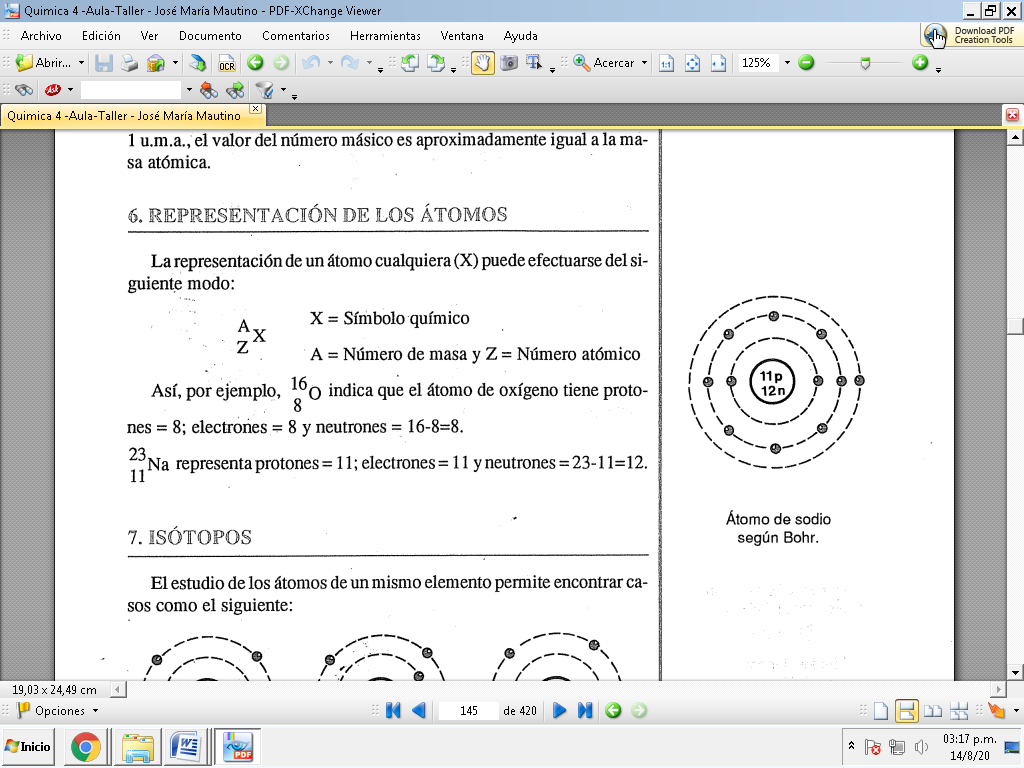 Quimica 4 -Aula-Taller - José María Mautino - PDF-XChange Viewer
Archivo Edición Ver Documento Comentarios Herramientas Ventana Ayuda
Download PDF
Creation Tools
Abrir... OCR Acercar 1:1 125%
Quimica 4 -Aula-Taller - José María Mautino
1 u.m.a., el valor del número másico es aproximadamente igual a la ma-
sa atómica.
6. REPRESENTACIÓN DE LOS ÁTOMOS
La representación de un átomo cualquiera (X) puede efectuarse del si-
guiente modo:
A
Z X
X = Símbolo químico
A = Número de masa y Z = Número atómico
Así, por ejemplo, 16 8 O indica que el átomo de oxígeno tiene proto-
nes = 8; electrones = 8 y neutrones = 16-8=8.
23 11 Na representa protones = 11; electrones = 11 y neutrones = 23-11=12.
7. ISÓTOPOS
El estudio de los átomos de un mismo elemento permite encontrar ca-
sos como el siguiente:
11p
12n
Átomo de sodio
según Bohr.
19,03 x 24,49 cm
Opciones 145 de 420
Inicio
PDF
03:17 p.m.
14/8/20